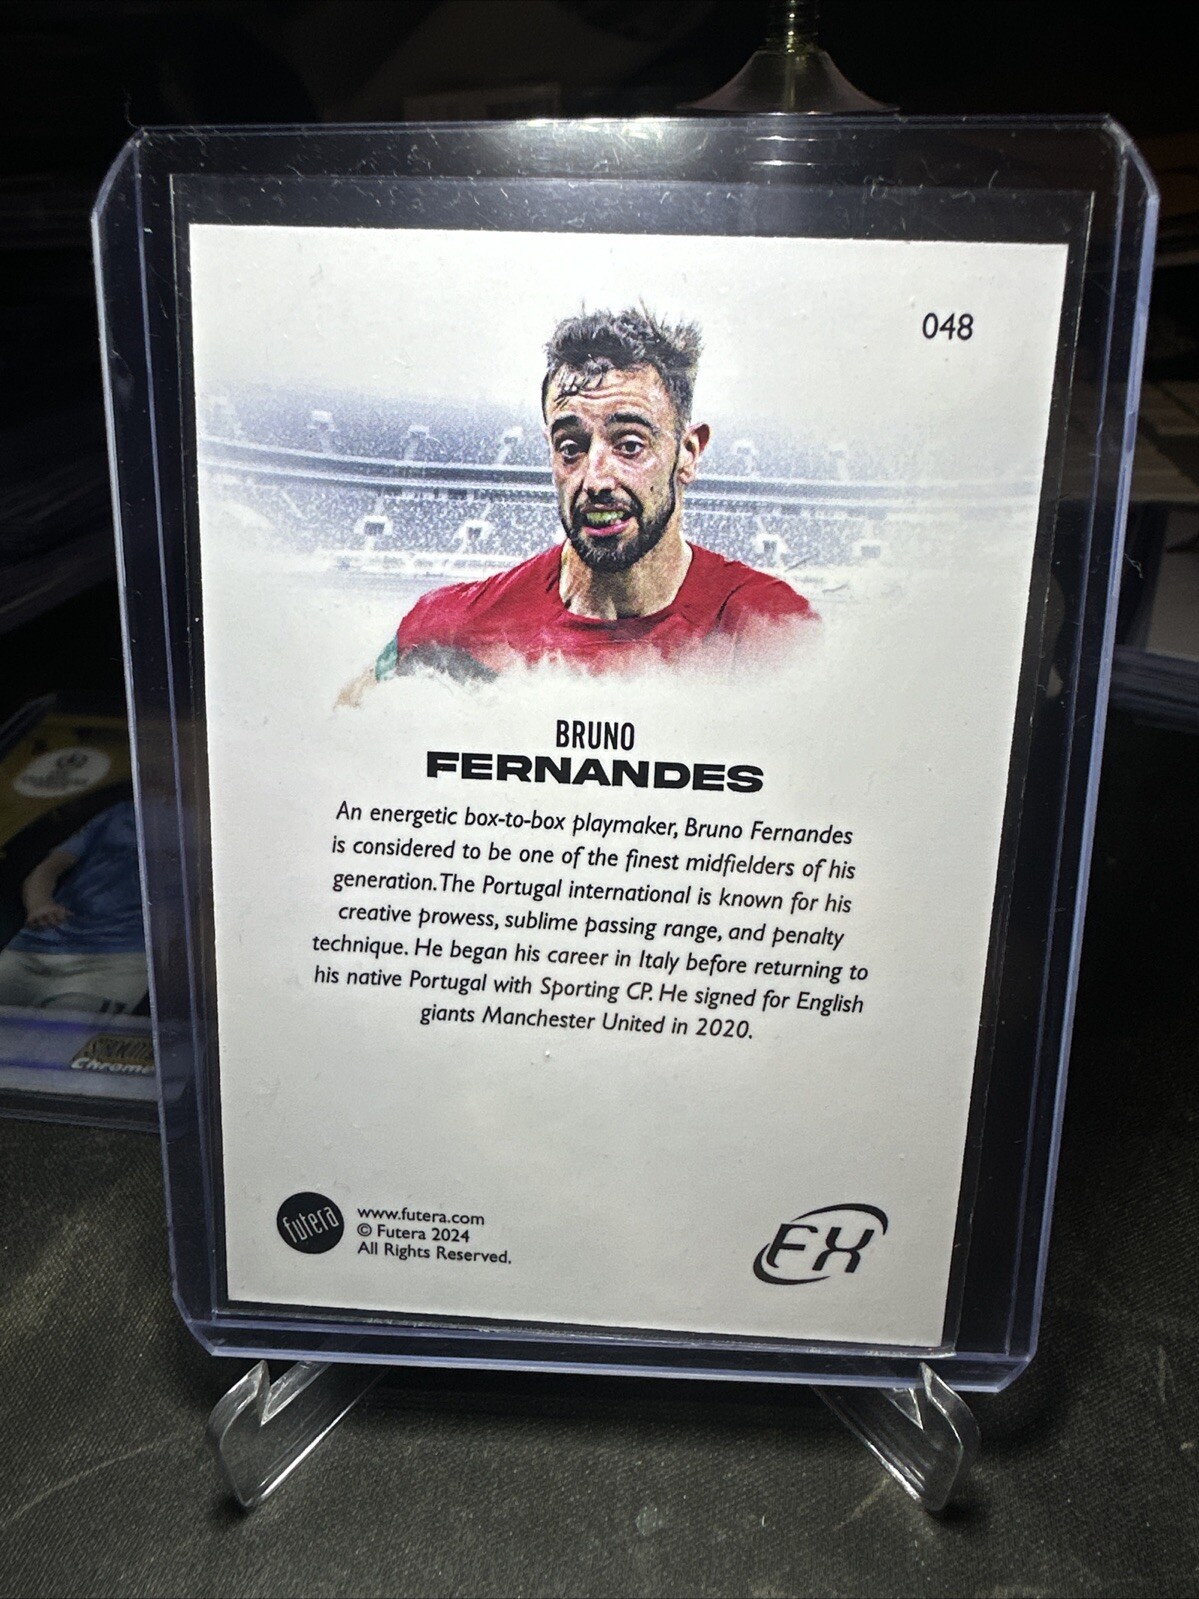 048
BRUNO
FERNANDES
An energetic box-to-box playmaker, Bruno Fernandes
is considered to be one of the finest midfielders of his
generation. The Portugal international is known for his
creative prowess, sublime passing range, and penalty
technique. He began his career in Italy before returning to
his native Portugal with Sporting CP. He signed for English
giants Manchester United in 2020.
futera
www.futera.com
© Futera 2024
All Rights Reserved.
FX
Chrome